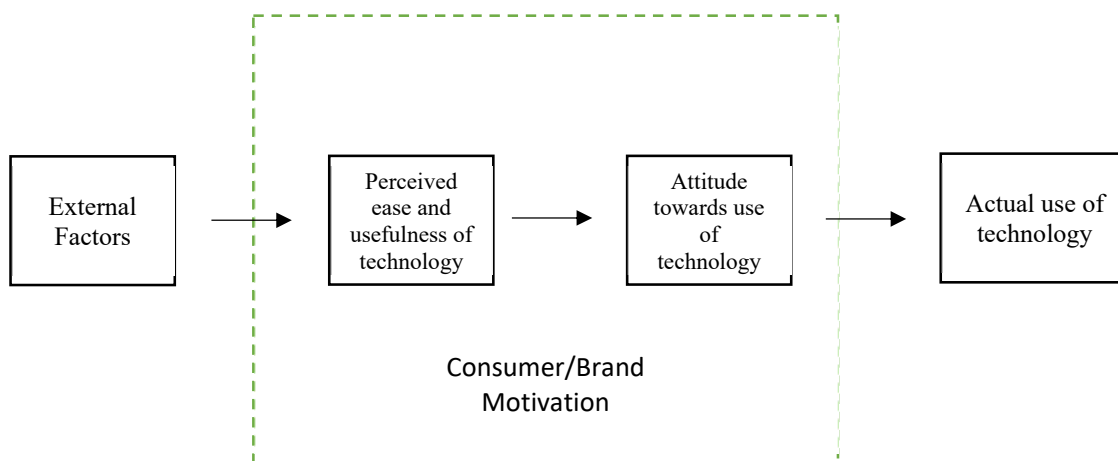 External
Factors
Perceived
ease and
usefulness of
technology
Attitude
towards use
of
technology
Actual use of
technology
Consumer/Brand
Motivation